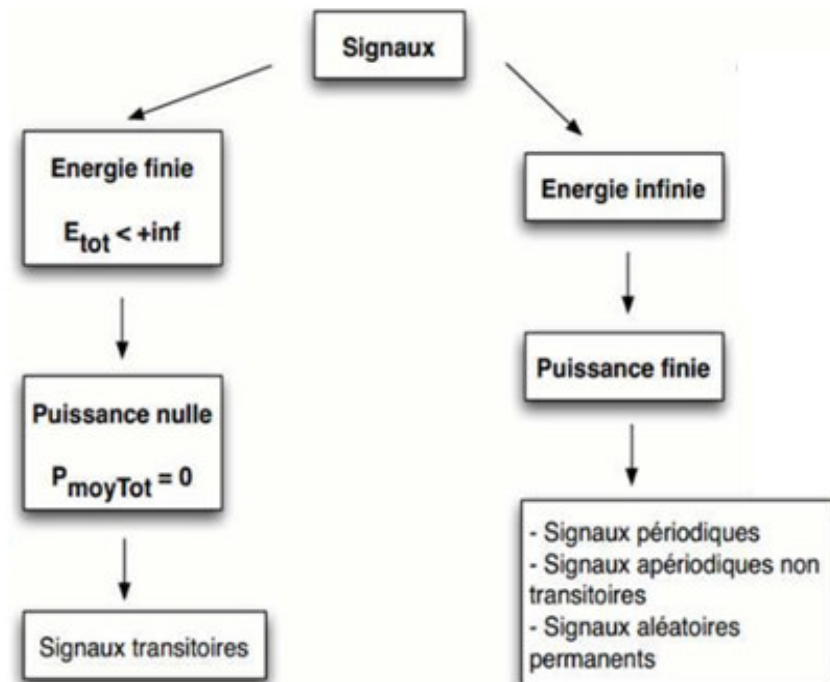 Signaux
Energie finie
E_tot < +inf
Puissance nulle
P_moyTot = 0
Signaux transitoires
Energie infinie
Puissance finie
- Signaux périodiques
- Signaux apériodiques non
transitoires
- Signaux aléatoires
permanents